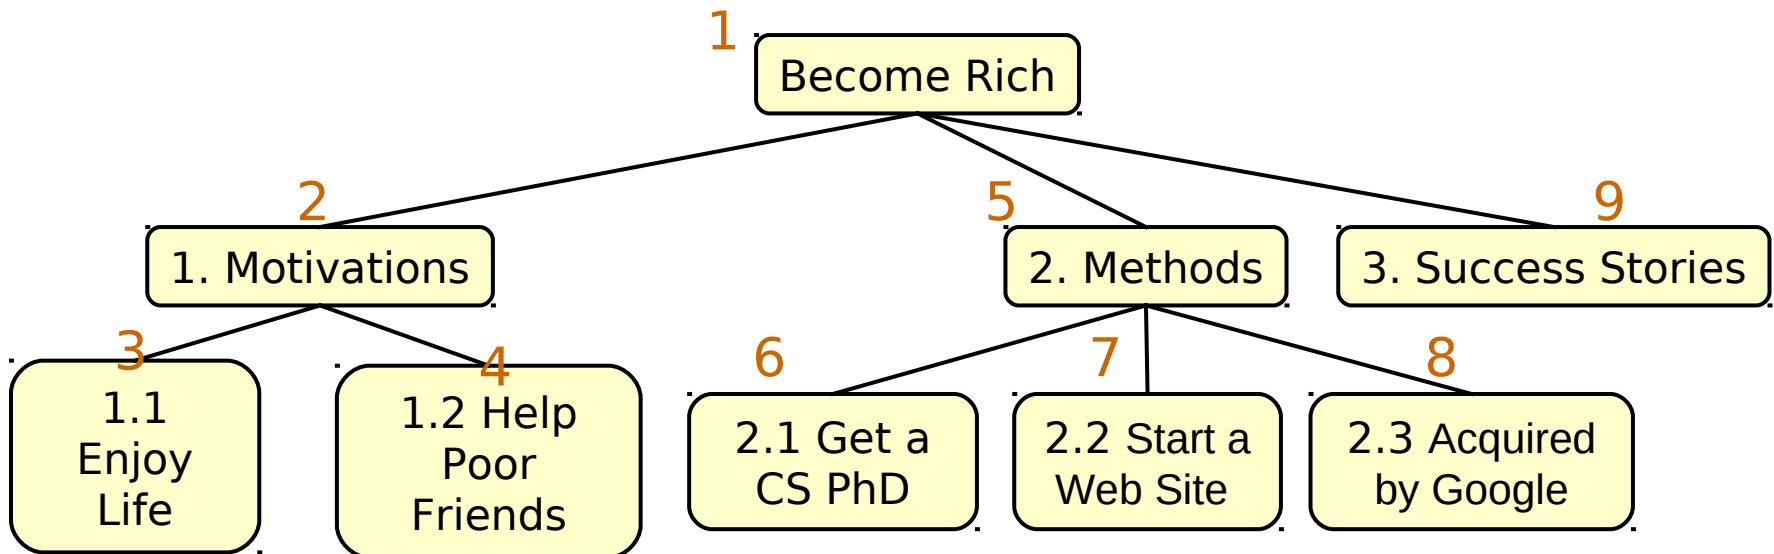 1
Become Rich
2
5
9
1. Motivations
2. Methods
3. Success Stories
3
4
6
7
8
1.1
Enjoy
Life
1.2 Help
Poor
Friends
2.1 Get a
CS PhD
2.2 Start a
Web Site
2.3 Acquired
by Google